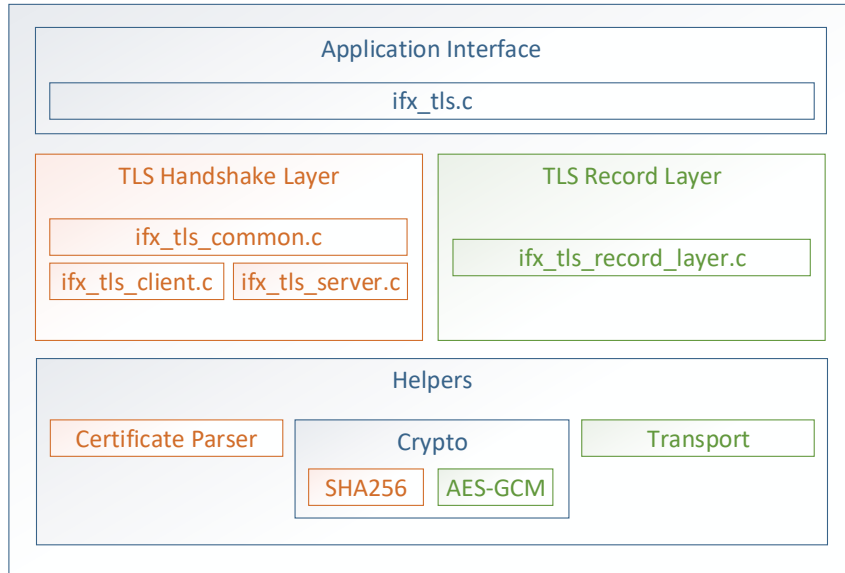 Application Interface
ifx_tls.c
TLS Handshake Layer
ifx_tls_common.c
ifx_tls_client.c
ifx_tls_server.c
TLS Record Layer
ifx_tls_record_layer.c
Helpers
Certificate Parser
Crypto
SHA256
AES-GCM
Transport